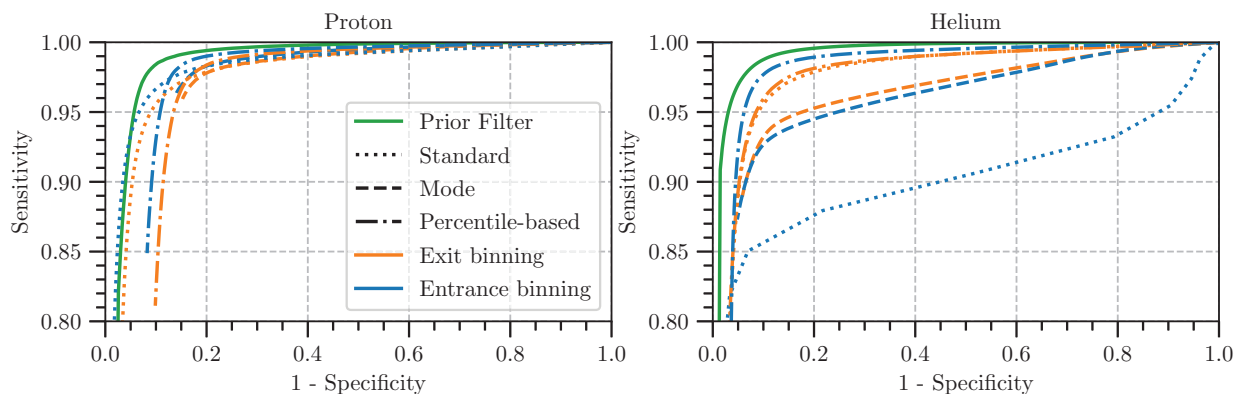 Proton
Sensitivity
1.00
0.95
0.90
0.85
0.80
0.0
0.2
0.4
0.6
0.8
1.0
1 - Specificity
Prior Filter
Standard
Mode
Percentile-based
Exit binning
Entrance binning
Helium
Sensitivity
1.00
0.95
0.90
0.85
0.80
0.0
0.2
0.4
0.6
0.8
1.0
1 - Specificity